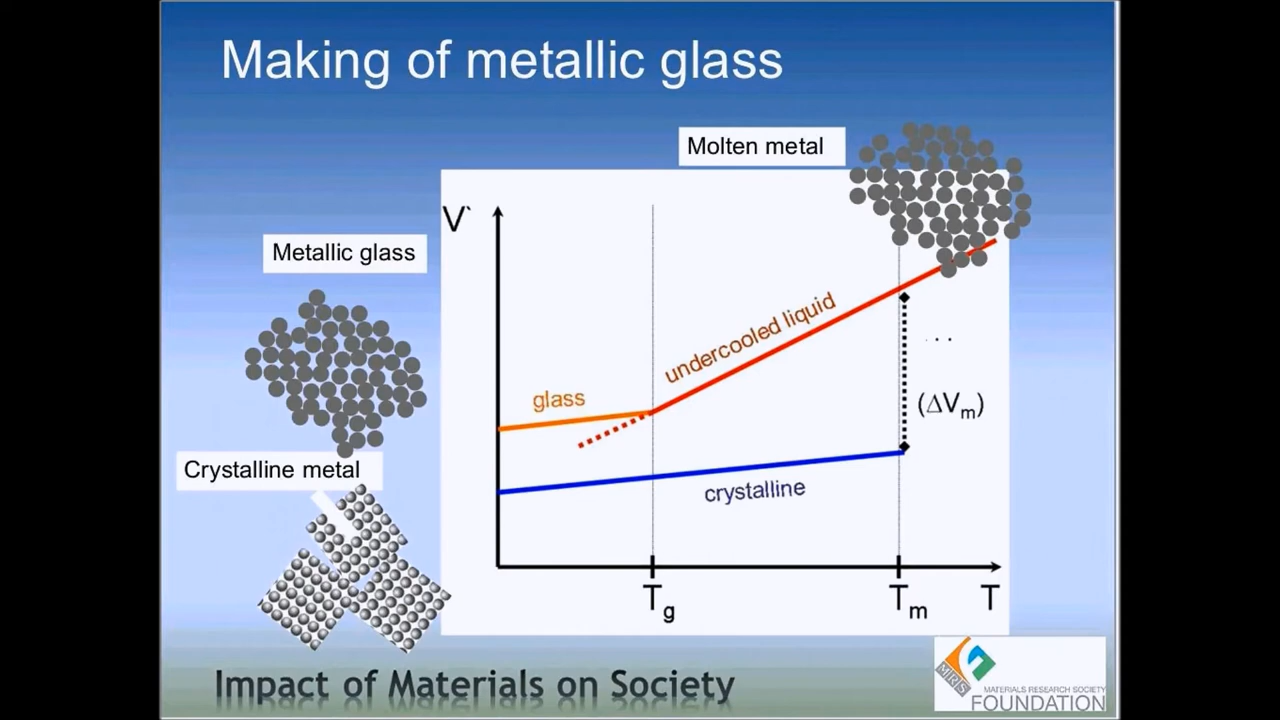 Making of metallic glass
Molten metal
V`
Metallic glass
undercooled liquid
. . .
glass
(ΔVm)
Crystalline metal
crystalline
Tg
Tm
T
Impact of Materials on Society
MRS
MATERIALS RESEARCH SOCIETY
FOUNDATION